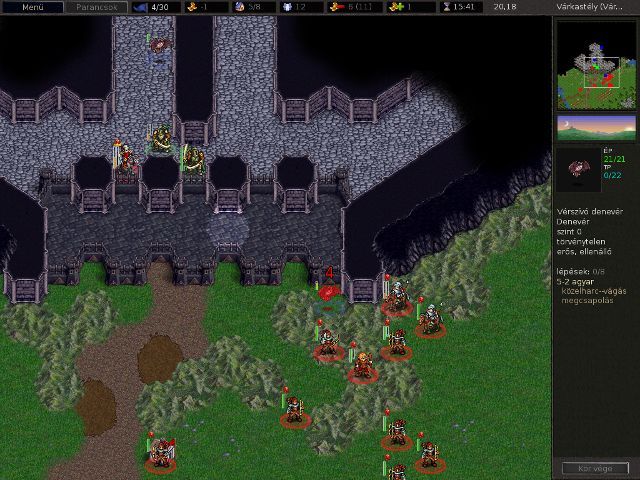 Menü
Parancsok
4/30
-1
5/8
12
6 (11)
1
15:41
20,18
Várkastély (Vár...
4
ÉP
21/21
TP
0/22
Vérszívó denevér
Denevér
szint 0
törvénytelen
erős, ellenálló
lépések: 0/8
5-2 agyar
közelharc--vágás
megcsapolás
Kör vége